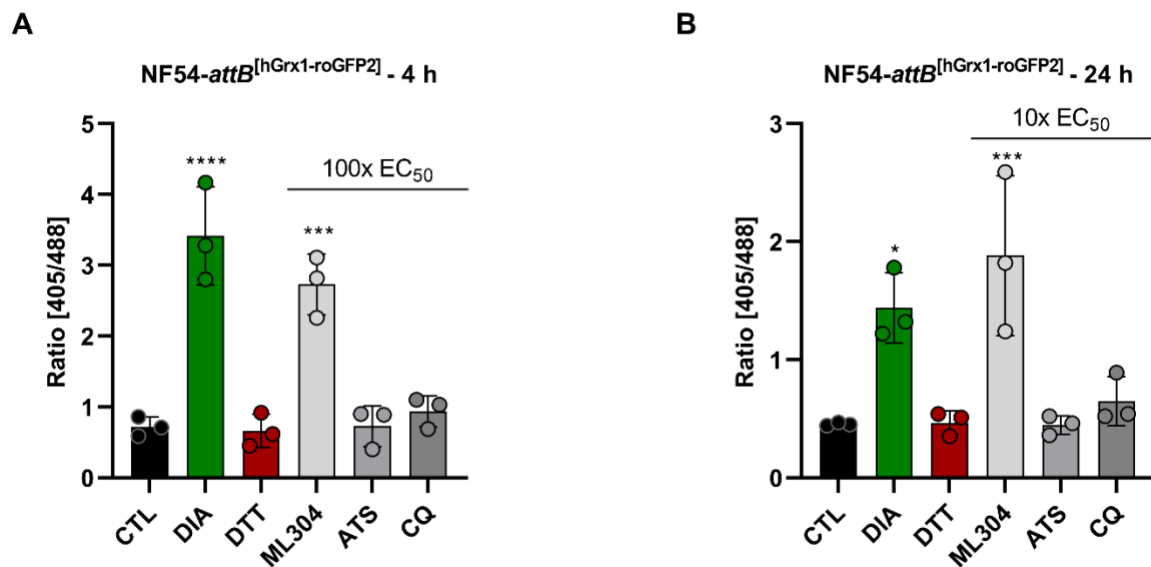 A
NF54-attB[hGrx1-roGFP2] - 4 h
Ratio [405/488]
5
4
3
2
1
0
****
100x EC50
***
CTL
DIA
DTT
ML304
ATS
CQ
B
NF54-attB[hGrx1-roGFP2] - 24 h
Ratio [405/488]
3
2
1
0
10x EC50
*
***
CTL
DIA
DTT
ML304
ATS
CQ